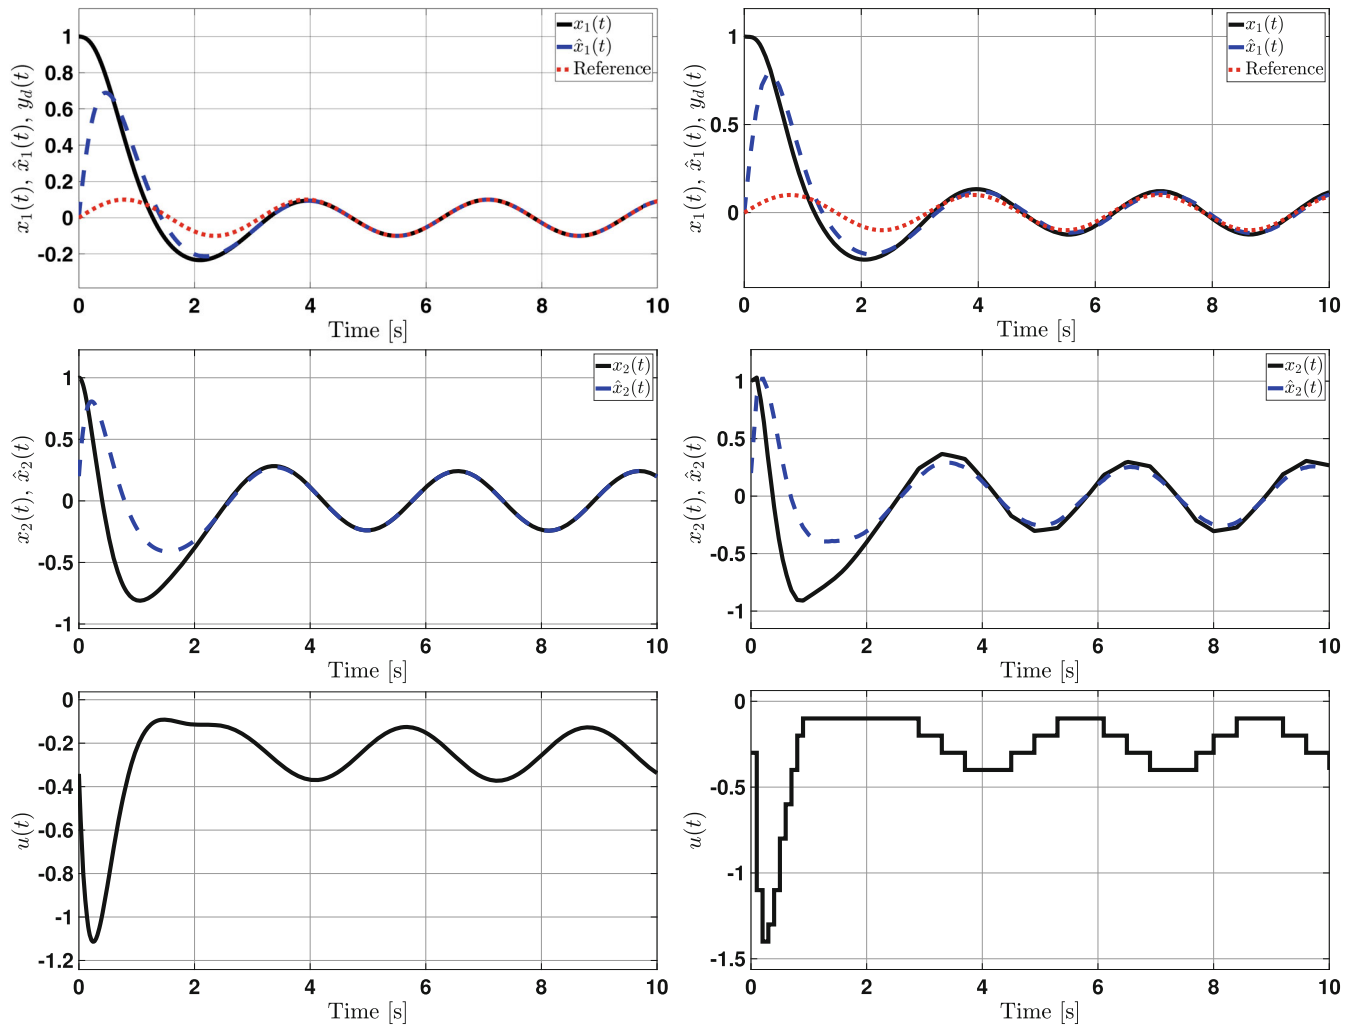 x₁(t), x̂₁(t), y_d(t)
1
0.8
0.6
0.4
0.2
0
-0.2
x₁(t)
x̂₁(t)
Reference
0 2 4 6 8 10
Time [s]
x₁(t), x̂₁(t), y_d(t)
1
0.5
0
x₁(t)
x̂₁(t)
Reference
0 2 4 6 8 10
Time [s]
x₂(t), x̂₂(t)
1
0.5
0
-0.5
-1
x₂(t)
x̂₂(t)
0 2 4 6 8 10
Time [s]
x₂(t), x̂₂(t)
1
0.5
0
-0.5
-1
x₂(t)
x̂₂(t)
0 2 4 6 8 10
Time [s]
u(t)
0
-0.2
-0.4
-0.6
-0.8
-1
-1.2
0 2 4 6 8 10
Time [s]
u(t)
0
-0.5
-1
-1.5
0 2 4 6 8 10
Time [s]